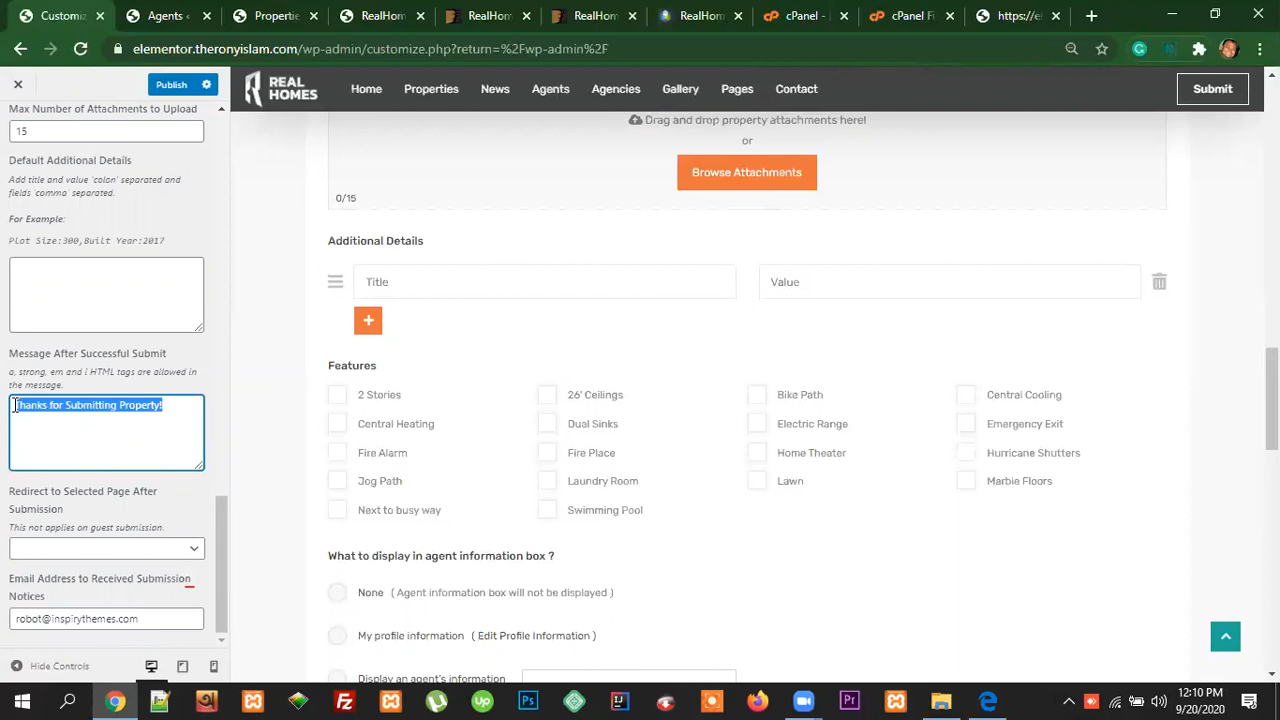 Customi
Agents
Properti
RealHom
RealHom
RealHom
RealHom
cPanel -
cPanel F
https://el
elementor.theronyislam.com/wp-admin/customize.php?return=%2Fwp-admin%2F
Publish
REAL HOMES
Home
Properties
News
Agents
Agencies
Gallery
Pages
Contact
Submit
Max Number of Attachments to Upload
15
Default Additional Details
Add title and value 'colon' separated and
fields 'comma' separated.
For Example:
Plot Size:300,Built Year:2017
Message After Successful Submit
a, strong, em and i HTML tags are allowed in
the message.
Thanks for Submitting Property!
Redirect to Selected Page After
Submission
This not applies on guest submission.
Email Address to Received Submission
Notices
robot@inspirythemes.com
Hide Controls
Drag and drop property attachments here!
or
Browse Attachments
0/15
Additional Details
Title
Value
+
Features
2 Stories
26' Ceilings
Bike Path
Central Cooling
Central Heating
Dual Sinks
Electric Range
Emergency Exit
Fire Alarm
Fire Place
Home Theater
Hurricane Shutters
Jog Path
Laundry Room
Lawn
Marble Floors
Next to busy way
Swimming Pool
What to display in agent information box ?
None ( Agent information box will not be displayed )
My profile information ( Edit Profile Information )
Display an agent's information
12:10 PM
9/20/2020